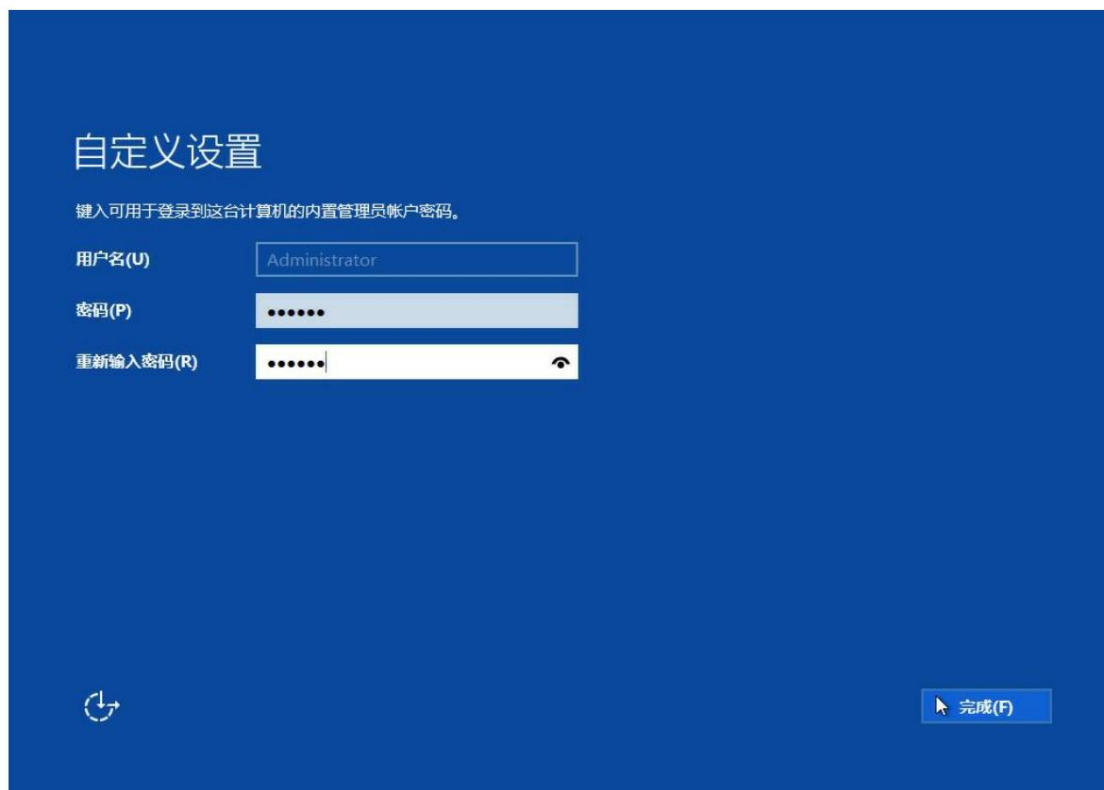 自定义设置
键入可用于登录到这台计算机的内置管理员帐户密码。
用户名(U) Administrator
密码(P) ••••••
重新输入密码(R) ••••••
完成(F)